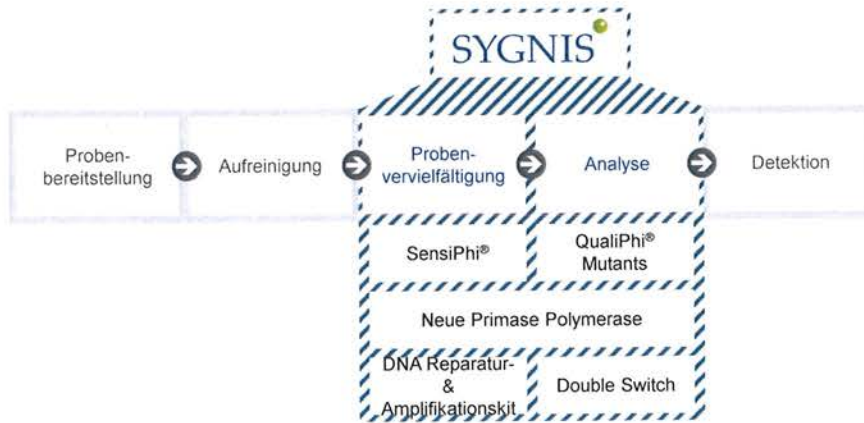 SYGNIS
Proben-
bereitstellung
Aufreinigung
Proben-
vervielfältigung
Analyse
Detektion
SensiPhi®
QualiPhi®
Mutants
Neue Primase Polymerase
DNA Reparatur-
&
Amplifikationskit
Double Switch